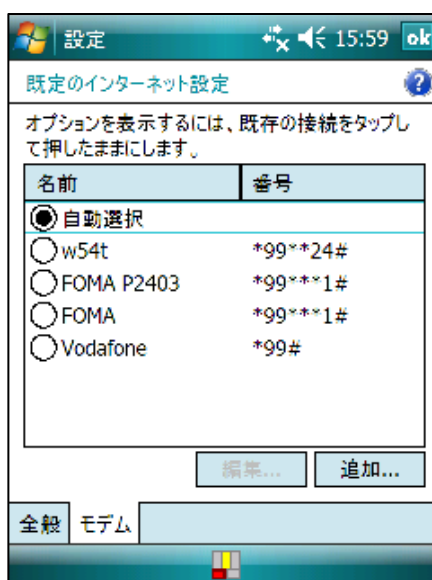 設定 15:59 ok
既定のインターネット設定 ?
オプションを表示するには、既存の接続をタップし
て押したままにします。
名前 番号
自動選択
w54t *99**24#
FOMA P2403 *99***1#
FOMA *99***1#
Vodafone *99#
編集... 追加...
全般 モデム